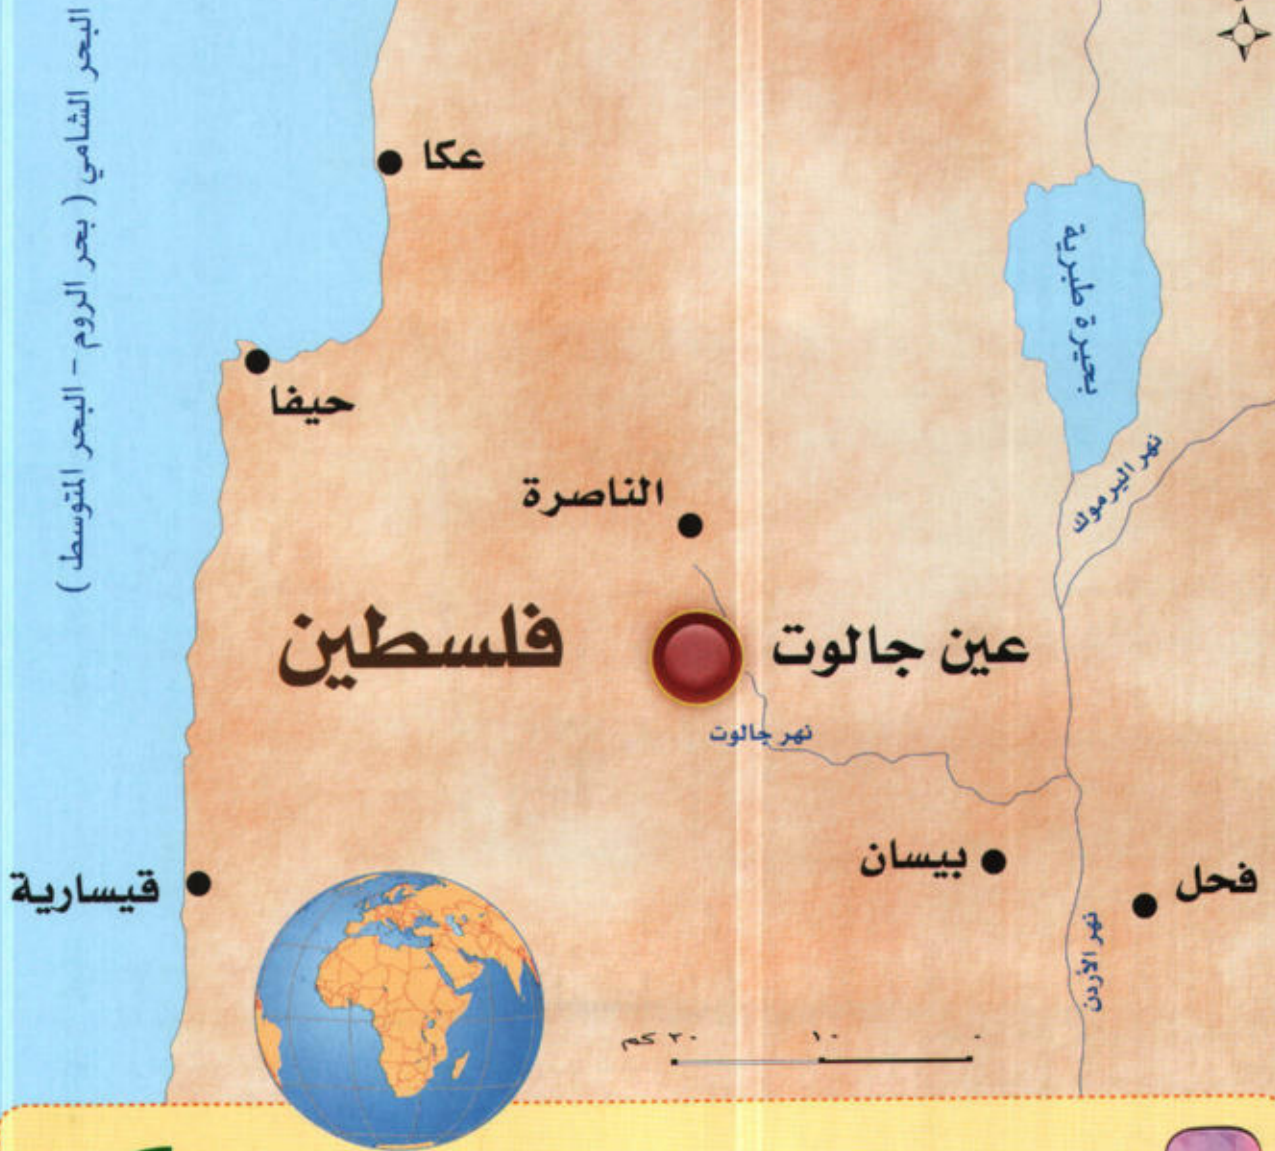 البحر الشامي ( بحر الروم - البحر المتوسط )
عكا
بحيرة طبرية
حيفا
نهر اليرموك
الناصرة
عين جالوت
فلسطين
نهر جالوت
بيسان
فحل
قيسارية
نهر الأردن
٠ ١٠ ٢٠ كم